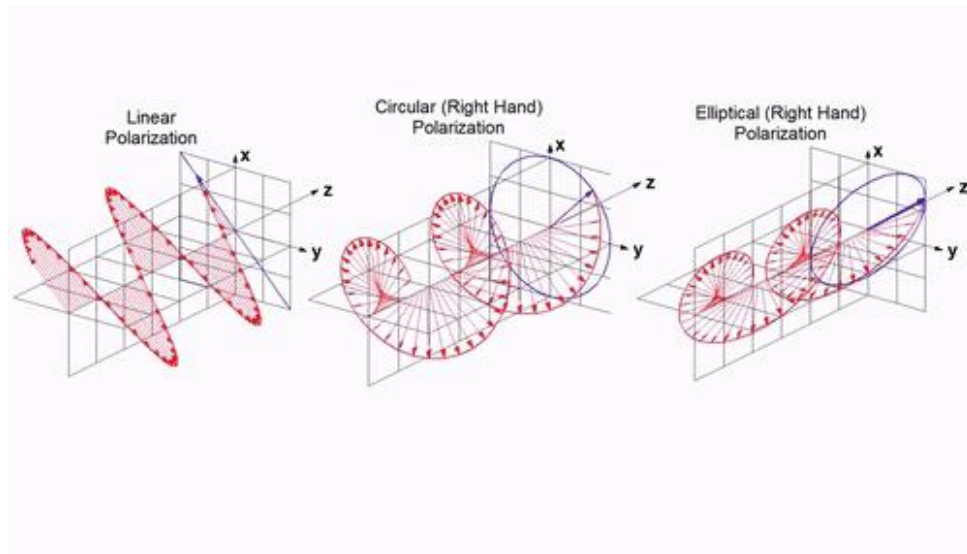 Linear
Polarization
x
z
y
Circular (Right Hand)
Polarization
x
z
y
Elliptical (Right Hand)
Polarization
x
z
y